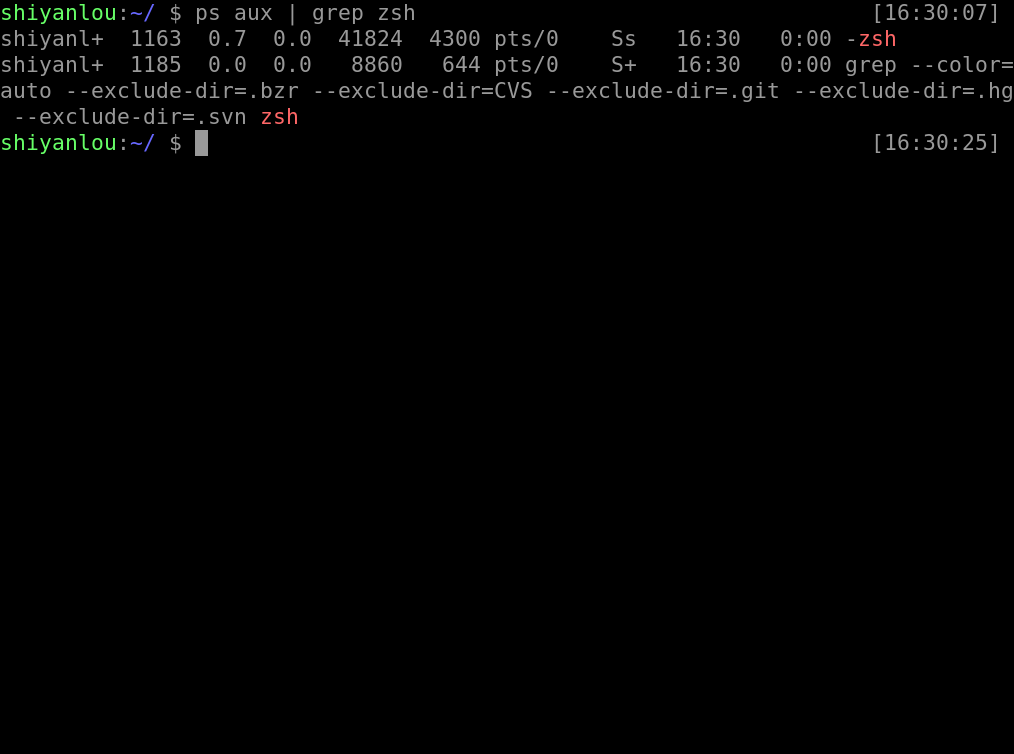 shiyanlou:~/ $ ps aux | grep zsh                                   [16:30:07]
shiyanl+  1163  0.7  0.0  41824  4300 pts/0    Ss   16:30   0:00 -zsh
shiyanl+  1185  0.0  0.0   8860   644 pts/0    S+   16:30   0:00 grep --color=
auto --exclude-dir=.bzr --exclude-dir=CVS --exclude-dir=.git --exclude-dir=.hg
 --exclude-dir=.svn zsh
shiyanlou:~/ $                                                     [16:30:25]